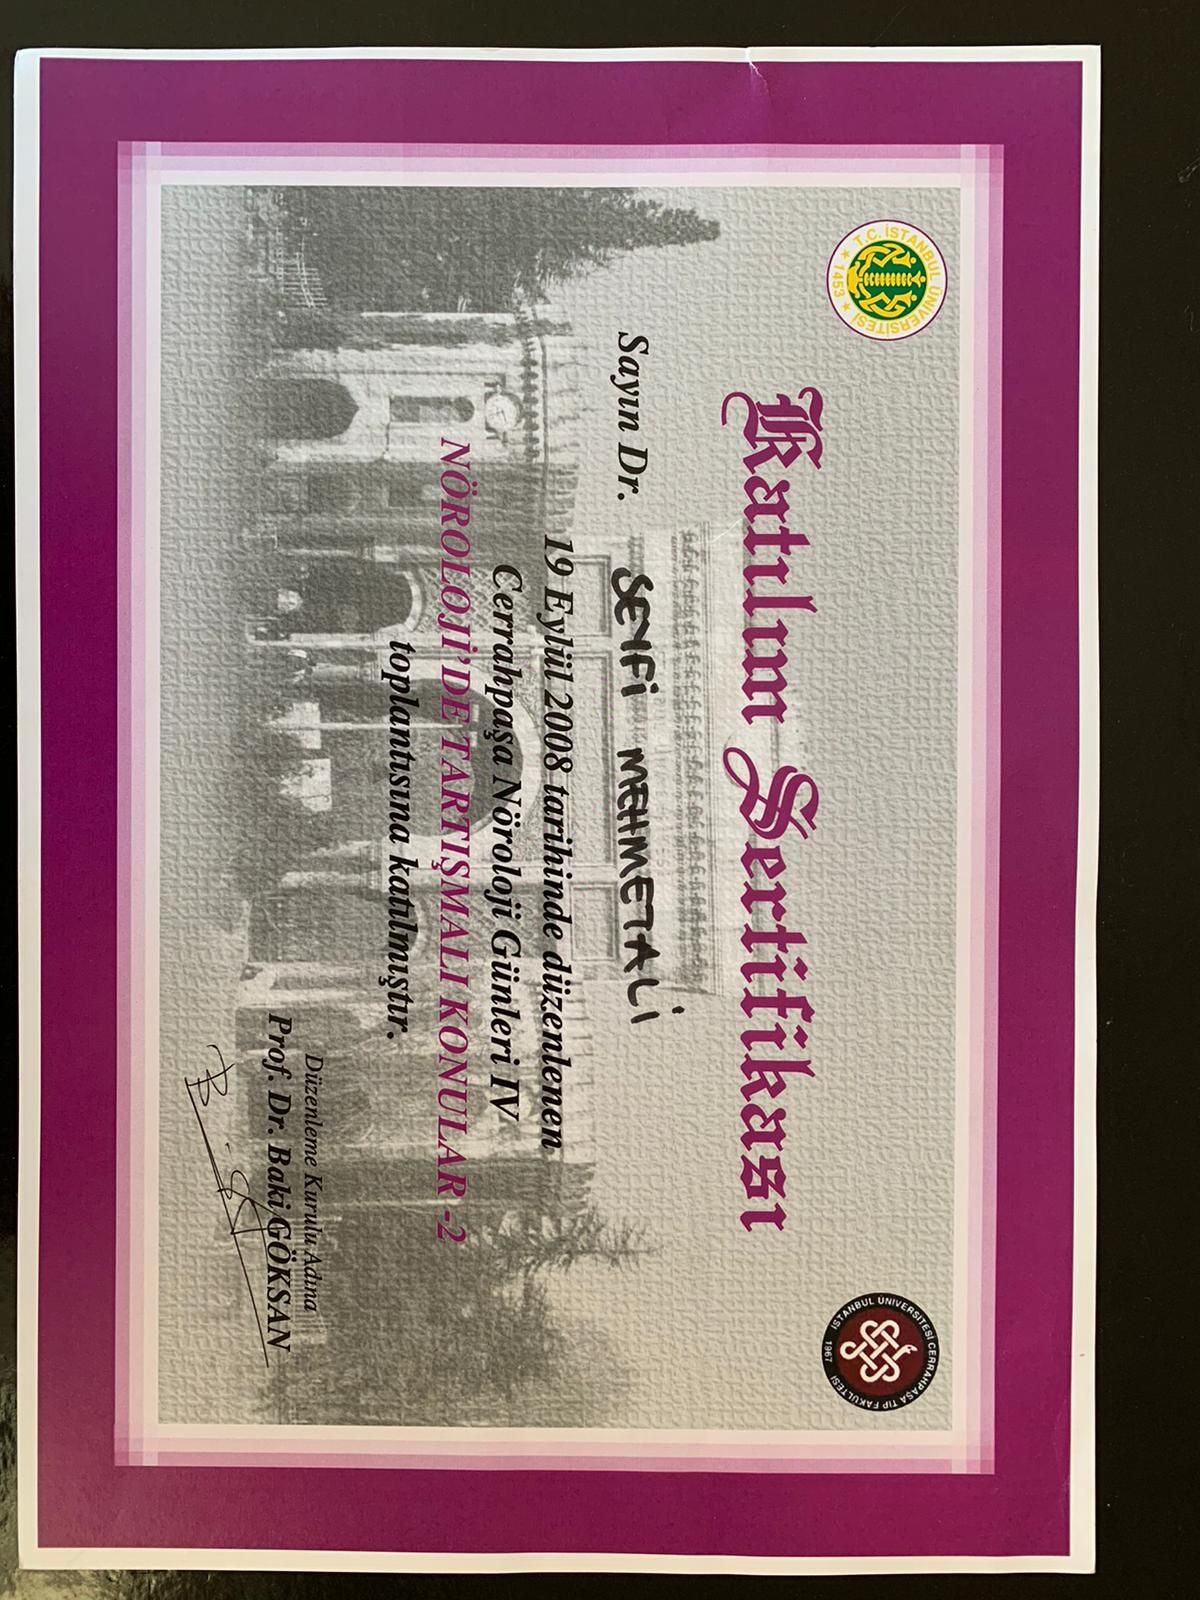 T.C. İSTANBUL ÜNİVERSİTESİ
★ 1453 ★
İSTANBUL ÜNİVERSİTESİ CERRAHPAŞA TIP FAKÜLTESİ
1967
Katılım Sertifikası
Sayın Dr. SEYFİ MEHMETALİ
19 Eylül 2008 tarihinde düzenlenen
Cerrahpaşa Nöroloji Günleri IV
NÖROLOJİ'DE TARTIŞMALI KONULAR -2
toplantısına katılmıştır.
Düzenleme Kurulu Adına
Prof. Dr. Baki GÖKSAN